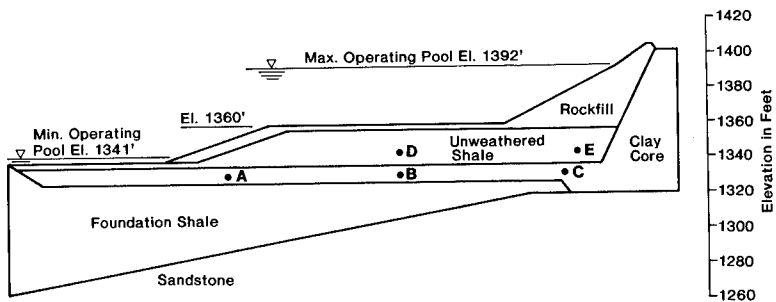 Max. Operating Pool El. 1392'
El. 1360'
Min. Operating
Pool El. 1341'
Rockfill
Unweathered
Shale
Clay
Core
D
E
A
B
C
Foundation Shale
Sandstone
1420
1400
1380
1360
1340
1320
1300
1280
1260
Elevation in Feet